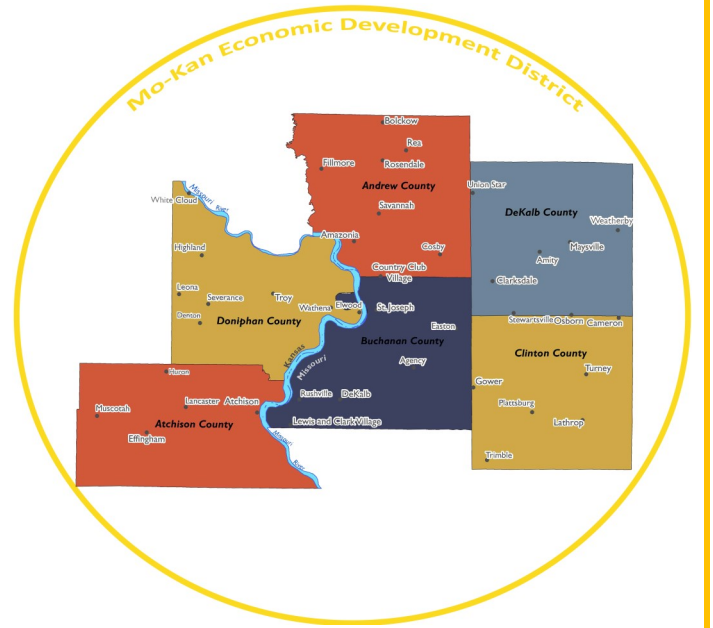 Mo-Kan Economic Development District
Bolckow
Rea
Fillmore
Rosendale
Andrew County
Union Star
Missouri River
White Cloud
Savannah
DeKalb County
Weatherby
Amazonia
Highland
Cosby
Maysville
Amity
Country Club
Village
Clarksdale
Leona
Severance
Troy
Wathena
Elwood
St. Joseph
Denton
Doniphan County
Easton
Stewartsville
Osborn
Cameron
Buchanan County
Kansas
Missouri
Agency
Clinton County
Huron
Turney
Gower
Rushville
DeKalb
Muscotah
Lancaster
Atchison
Plattsburg
Atchison County
Lewis and Clark Village
Lathrop
Effingham
Missouri River
Trimble